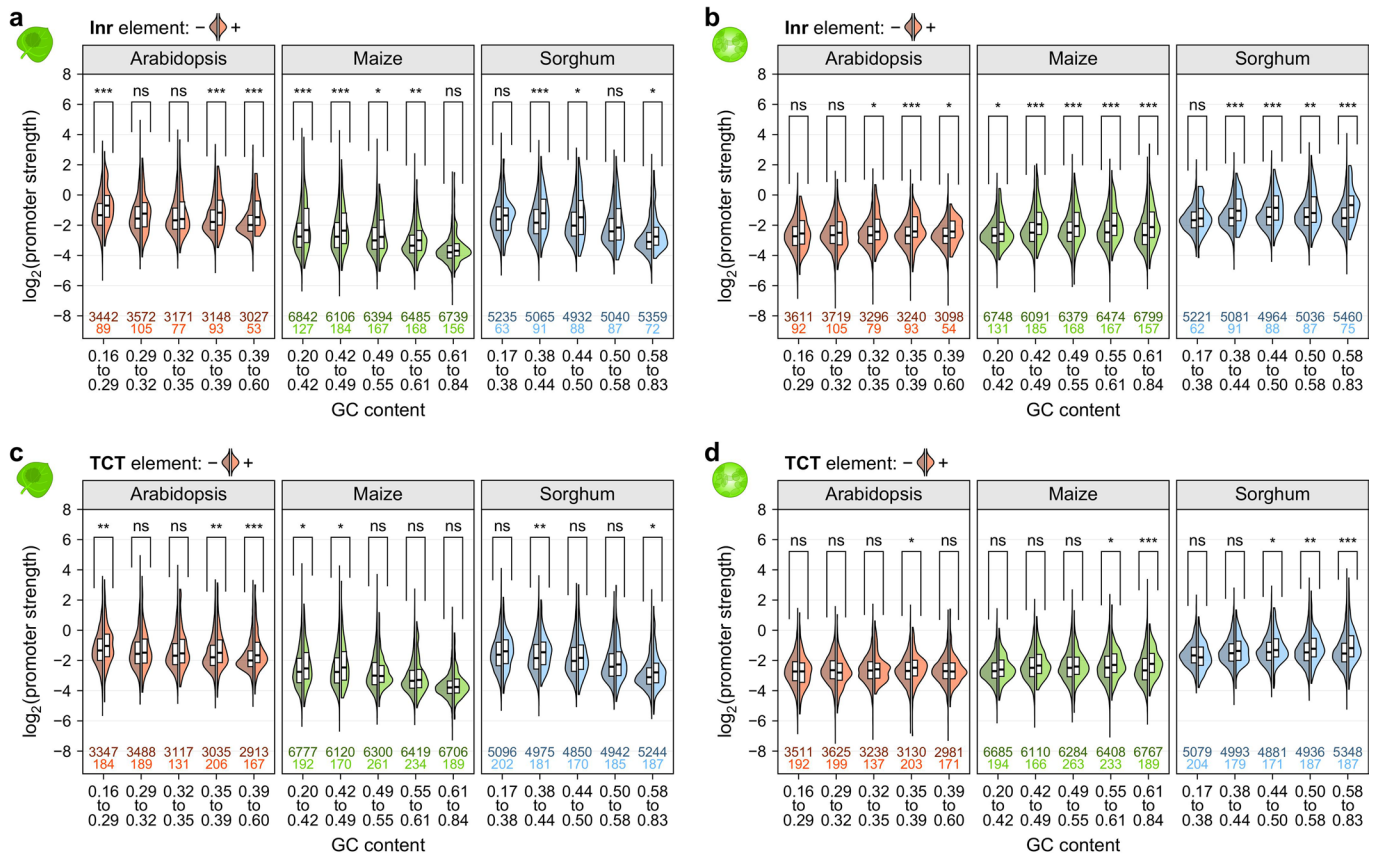 a
Inr element: − +
Arabidopsis Maize Sorghum
log2(promoter strength)
8
6
4
2
0
−2
−4
−6
−8
*** ns ns *** *** *** *** * ** ns ns *** * ns *
3442 3572 3171 3148 3027 6842 6106 6394 6485 6739 5235 5065 4932 5040 5359
89 105 77 93 53 127 184 167 168 156 63 91 88 87 72
0.16 0.29 0.32 0.35 0.39 0.20 0.42 0.49 0.55 0.61 0.17 0.38 0.44 0.50 0.58
to to to to to to to to to to to to to to to
0.29 0.32 0.35 0.39 0.60 0.42 0.49 0.55 0.61 0.84 0.38 0.44 0.50 0.58 0.83
GC content
b
Inr element: − +
Arabidopsis Maize Sorghum
log2(promoter strength)
8
6
4
2
0
−2
−4
−6
−8
ns ns * *** * * *** *** *** *** ns *** *** ** ***
3611 3719 3296 3240 3098 6748 6091 6379 6474 6799 5221 5081 4964 5036 5460
92 105 79 93 54 131 185 168 167 157 62 91 88 87 75
0.16 0.29 0.32 0.35 0.39 0.20 0.42 0.49 0.55 0.61 0.17 0.38 0.44 0.50 0.58
to to to to to to to to to to to to to to to
0.29 0.32 0.35 0.39 0.60 0.42 0.49 0.55 0.61 0.84 0.38 0.44 0.50 0.58 0.83
GC content
c
TCT element: − +
Arabidopsis Maize Sorghum
log2(promoter strength)
8
6
4
2
0
−2
−4
−6
−8
** ns ns ** *** * * ns ns ns ns ** ns ns *
3347 3488 3117 3035 2913 6777 6120 6300 6419 6706 5096 4975 4850 4942 5244
184 189 131 206 167 192 170 261 234 189 202 181 170 185 187
0.16 0.29 0.32 0.35 0.39 0.20 0.42 0.49 0.55 0.61 0.17 0.38 0.44 0.50 0.58
to to to to to to to to to to to to to to to
0.29 0.32 0.35 0.39 0.60 0.42 0.49 0.55 0.61 0.84 0.38 0.44 0.50 0.58 0.83
GC content
d
TCT element: − +
Arabidopsis Maize Sorghum
log2(promoter strength)
8
6
4
2
0
−2
−4
−6
−8
ns ns ns * ns ns ns ns * *** ns ns * ** ***
3511 3625 3238 3130 2981 6685 6110 6284 6408 6767 5079 4993 4881 4936 5348
192 199 137 203 171 194 166 263 233 189 204 179 171 187 187
0.16 0.29 0.32 0.35 0.39 0.20 0.42 0.49 0.55 0.61 0.17 0.38 0.44 0.50 0.58
to to to to to to to to to to to to to to to
0.29 0.32 0.35 0.39 0.60 0.42 0.49 0.55 0.61 0.84 0.38 0.44 0.50 0.58 0.83
GC content